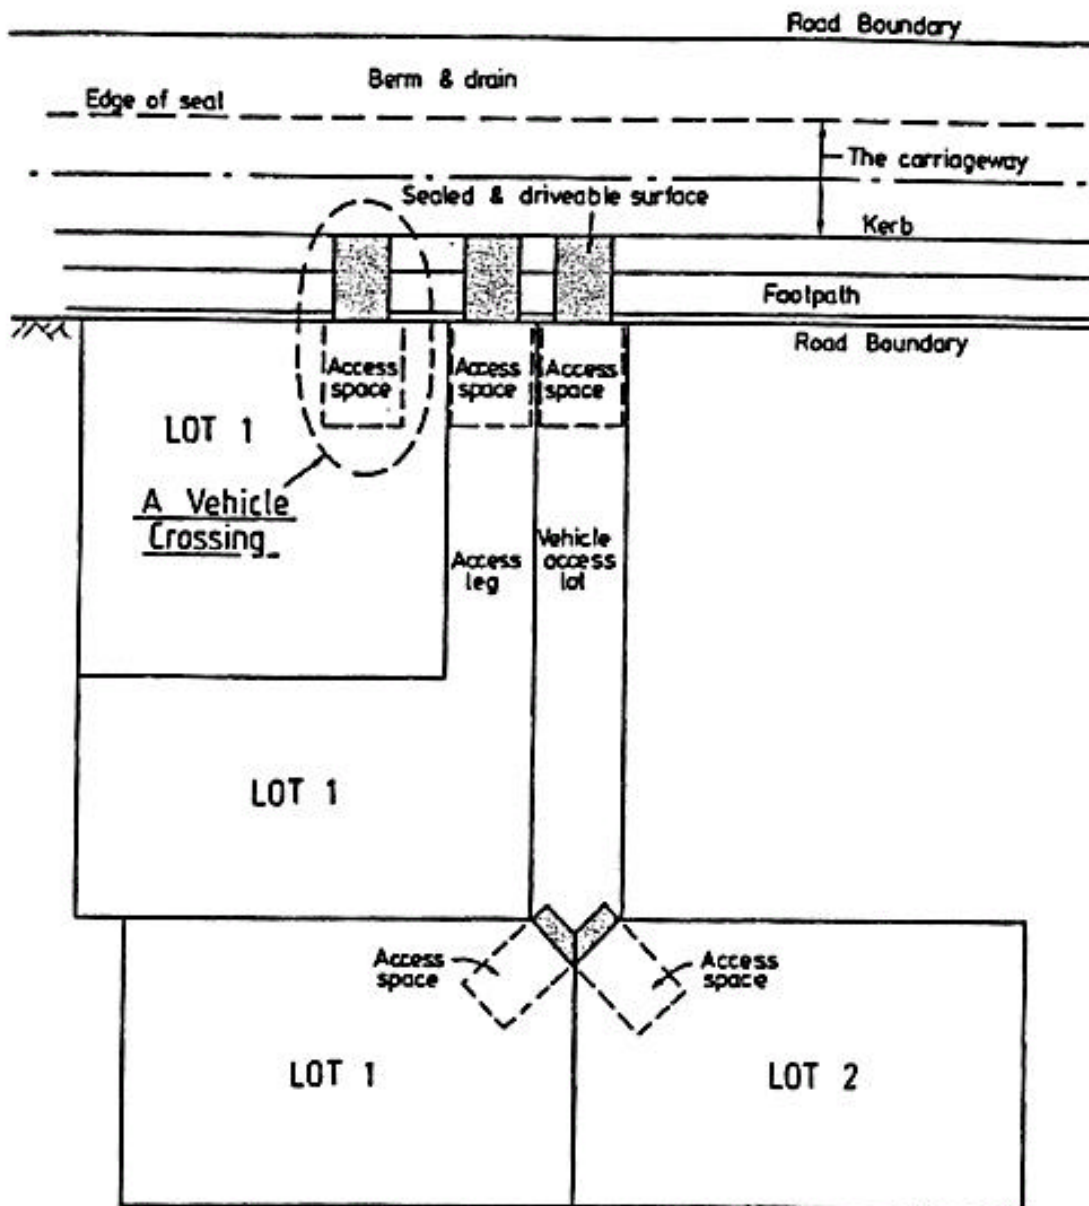 Road Boundary
Berm & drain
Edge of seal
The carriageway
Sealed & driveable surface
Kerb
Footpath
Road Boundary
Access
space
Access
space
Access
space
LOT 1
A Vehicle
Crossing
Access
leg
Vehicle
access
lot
LOT 1
Access
space
Access
space
LOT 1
LOT 2